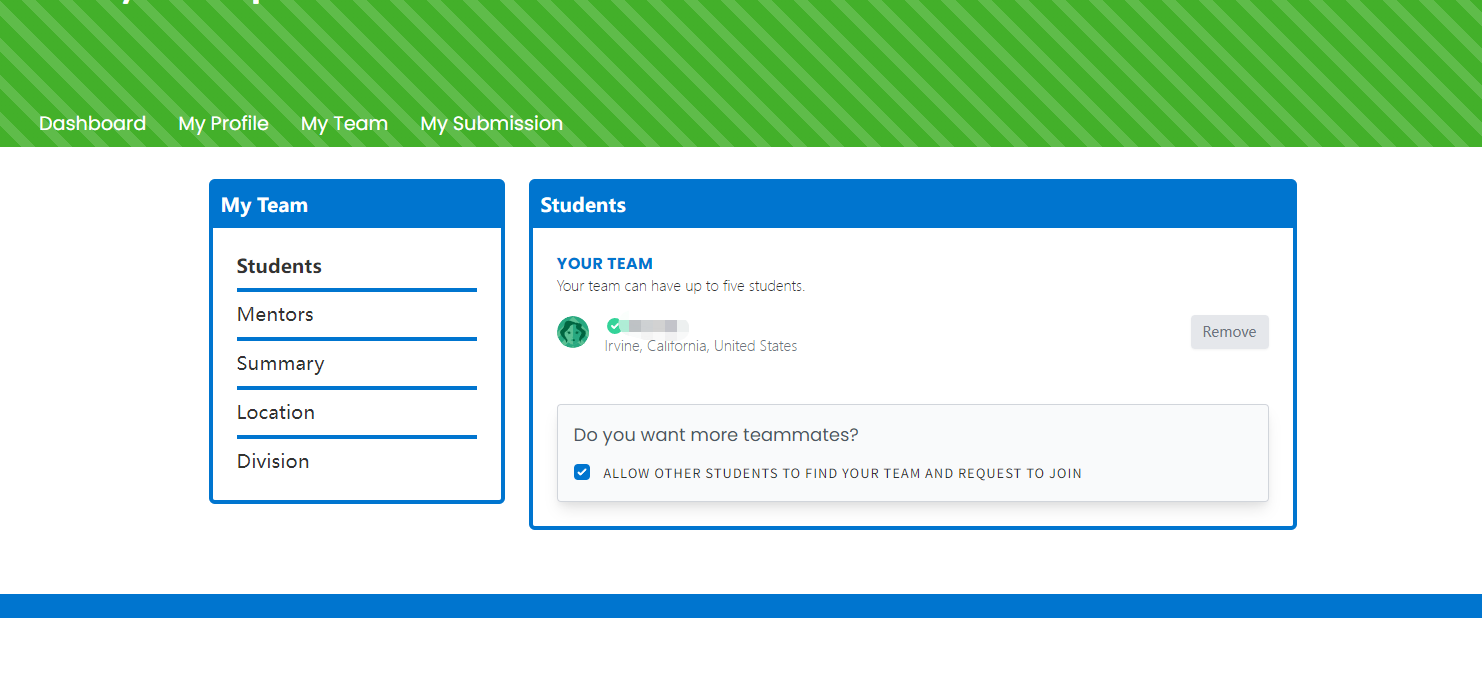 Dashboard My Profile My Team My Submission
My Team
Students
Mentors
Summary
Location
Division
Students
YOUR TEAM
Your team can have up to five students.
Irvine, California, United States
Remove
Do you want more teammates?
ALLOW OTHER STUDENTS TO FIND YOUR TEAM AND REQUEST TO JOIN